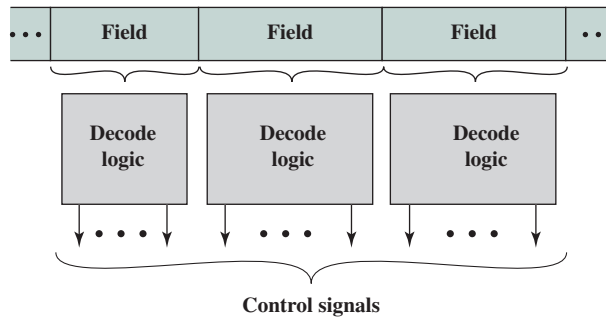 ••• Field Field Field ••
Decode Decode Decode
logic logic logic
••• ••• •••
Control signals